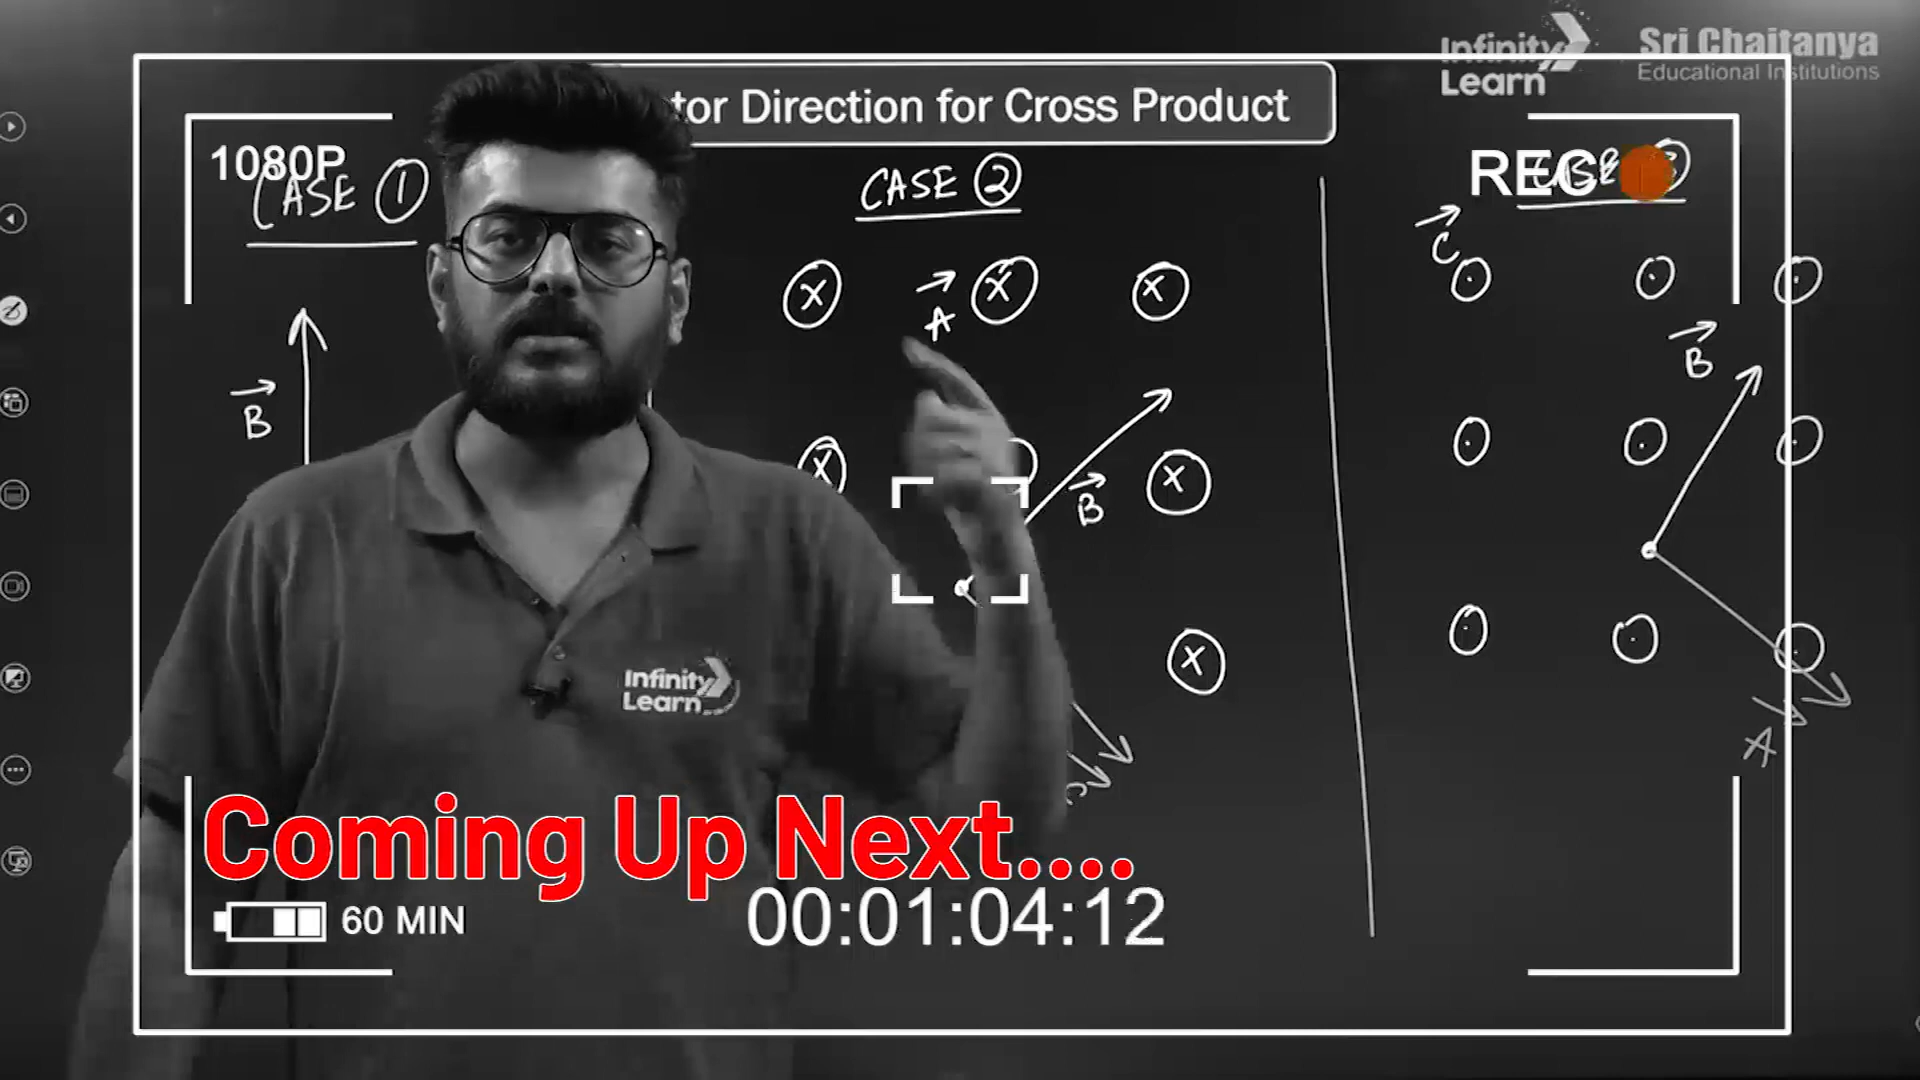 Infinity
Learn
Sri Chaitanya
Educational Institutions
tor Direction for Cross Product
1080P
REC
CASE ①
CASE ②
C
A
B
B
B
A
X
X
X
X
X
X
Infinity
Learn
Coming Up Next....
60 MIN
00:01:04:12